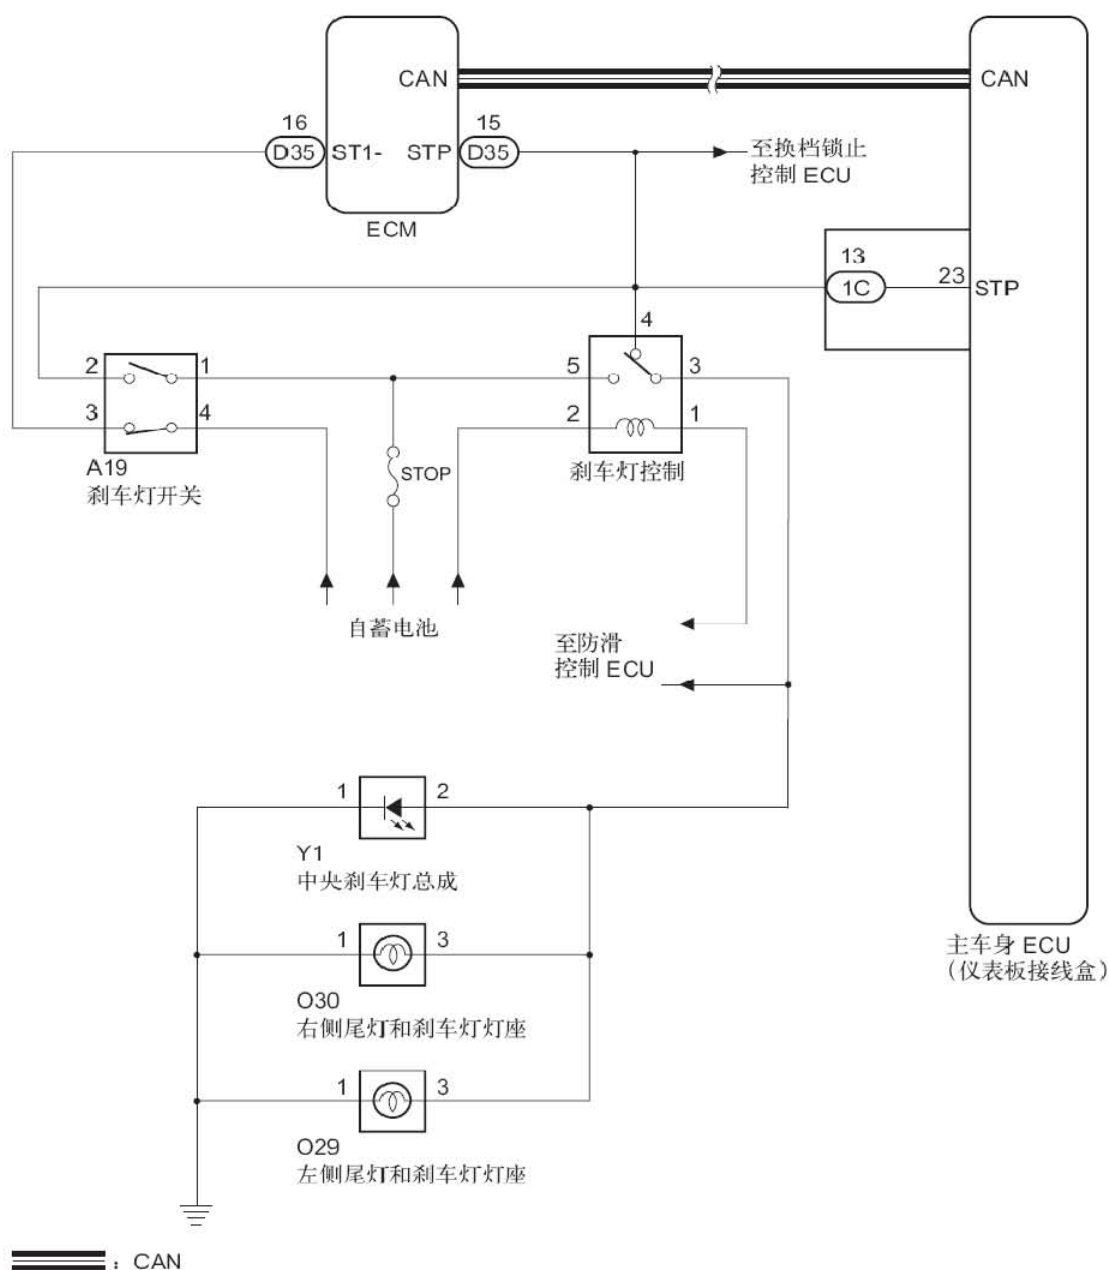 CAN
CAN
16
15
D35
ST1-
STP
D35
至换档锁止
控制 ECU
ECM
13
1C
23
STP
4
2
1
5
3
3
4
2
1
A19
刹车灯开关
STOP
刹车灯控制
自蓄电池
至防滑
控制 ECU
1
2
Y1
中央刹车灯总成
1
3
O30
右侧尾灯和刹车灯灯座
主车身 ECU
（仪表板接线盒）
1
3
O29
左侧尾灯和刹车灯灯座
：CAN